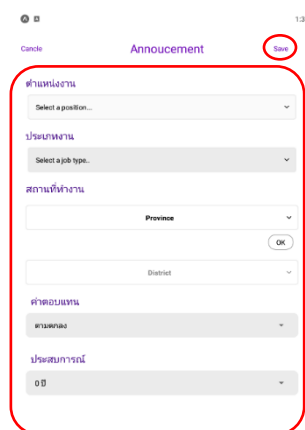 1:3
Cancle Annoucement Save
ตำแหน่งงาน
Select a position...
ประเภทงาน
Select a job type..
สถานที่ทำงาน
Province
OK
District
ค่าตอบแทน
ตามตกลง
ประสบการณ์
0 ปี